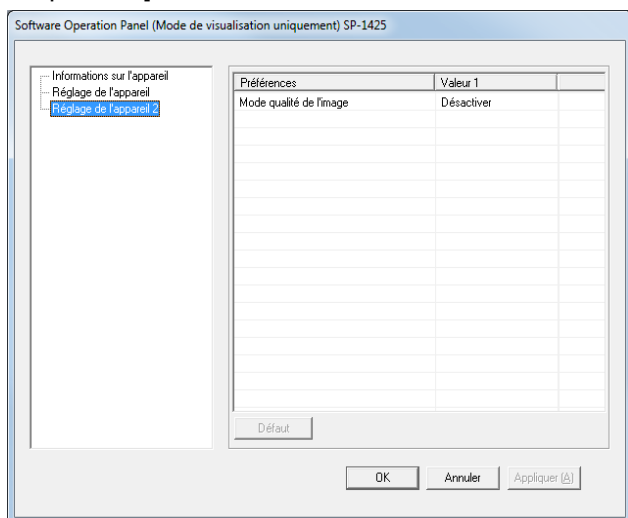 Software Operation Panel (Mode de visualisation uniquement) SP-1425
Informations sur l'appareil
Réglage de l'appareil
Réglage de l'appareil 2
Préférences Valeur 1
Mode qualité de l'image Désactiver
Défaut
OK Annuler Appliquer (A)